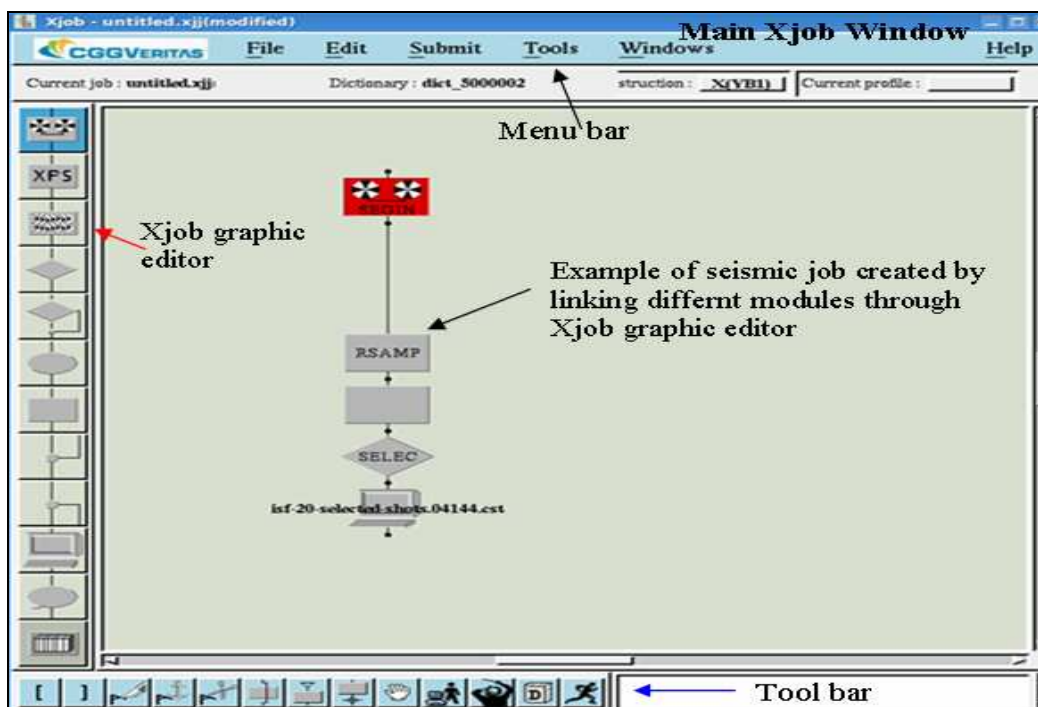 Xjob - untitled.xjj(modified)
Main Xjob Window
CGGVERITAS File Edit Submit Tools Windows Help
Current job : untitled.xjj Dictionary : dict_5000002 struction : X(VB1) Current profile :
Menu bar
XPS
BEGIN
Xjob graphic
editor
Example of seismic job created by
linking differnt modules through
Xjob graphic editor
RSAMP
SELEC
isf-20-selected-shots.04144.cst
[ ] D
Tool bar